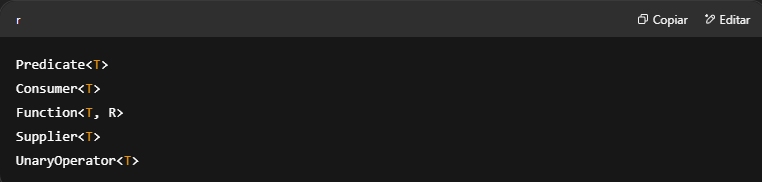 r
Copiar
Editar
Predicate<T>
Consumer<T>
Function<T, R>
Supplier<T>
UnaryOperator<T>